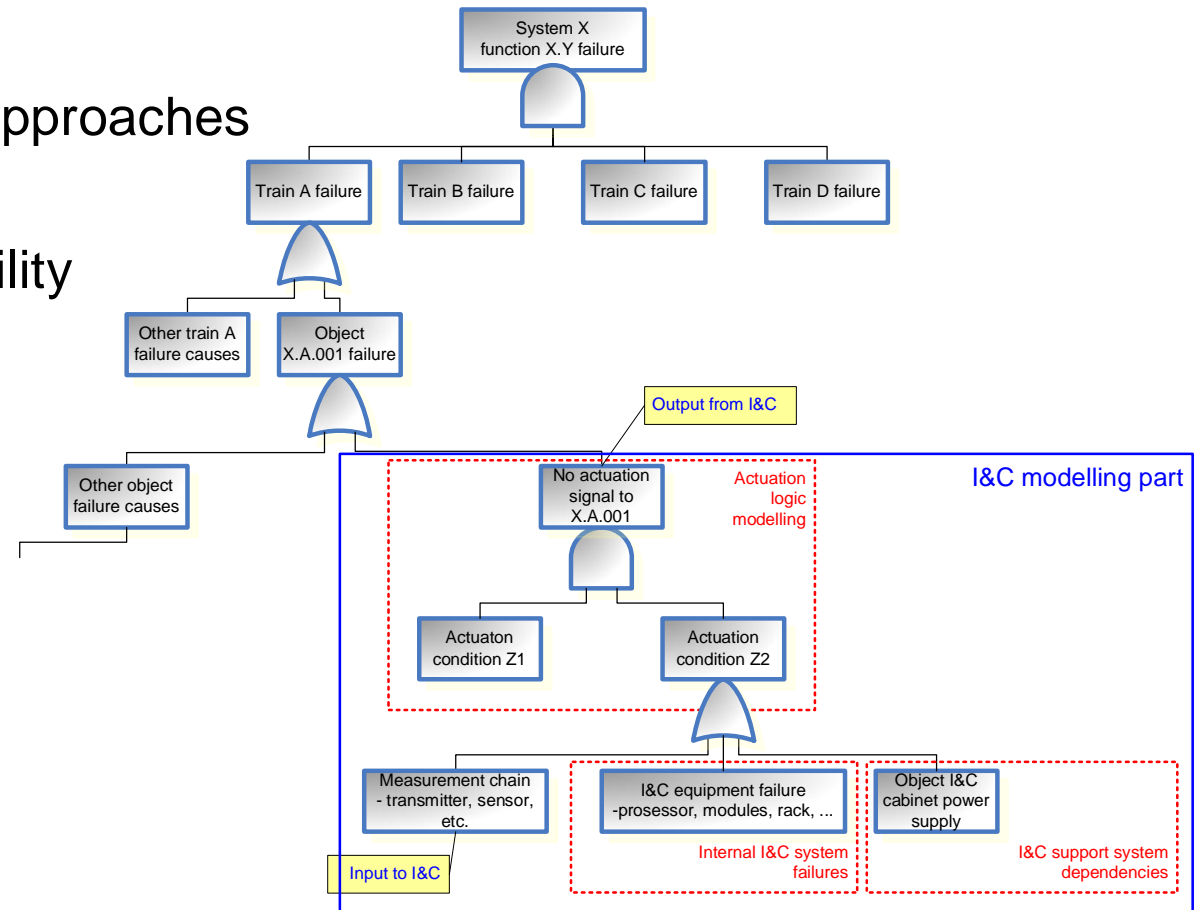 System X
function X.Y failure
pproaches
Train A failure
Train B failure
Train C failure
Train D failure
ility
Other train A
failure causes
Object
X.A.001 failure
Output from I&C
I&C modelling part
Other object
failure causes
No actuation
signal to
X.A.001
Actuation
logic
modelling
Actuaton
condition Z1
Actuation
condition Z2
Measurement chain
- transmitter, sensor,
etc.
I&C equipment failure
-prosessor, modules, rack, ...
Object I&C
cabinet power
supply
Internal I&C system
failures
I&C support system
dependencies
Input to I&C